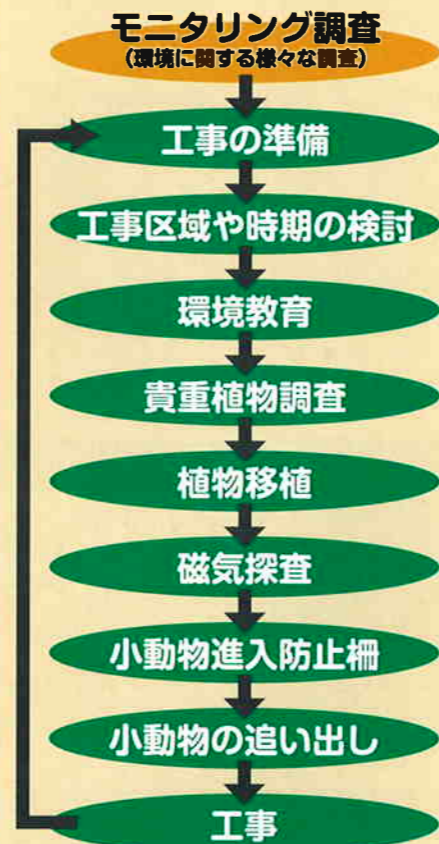 モニタリング調査
(環境に関する様々な調査)
工事の準備
工事区域や時期の検討
環境教育
貴重植物調査
植物移植
磁気探査
小動物進入防止柵
小動物の追い出し
工事